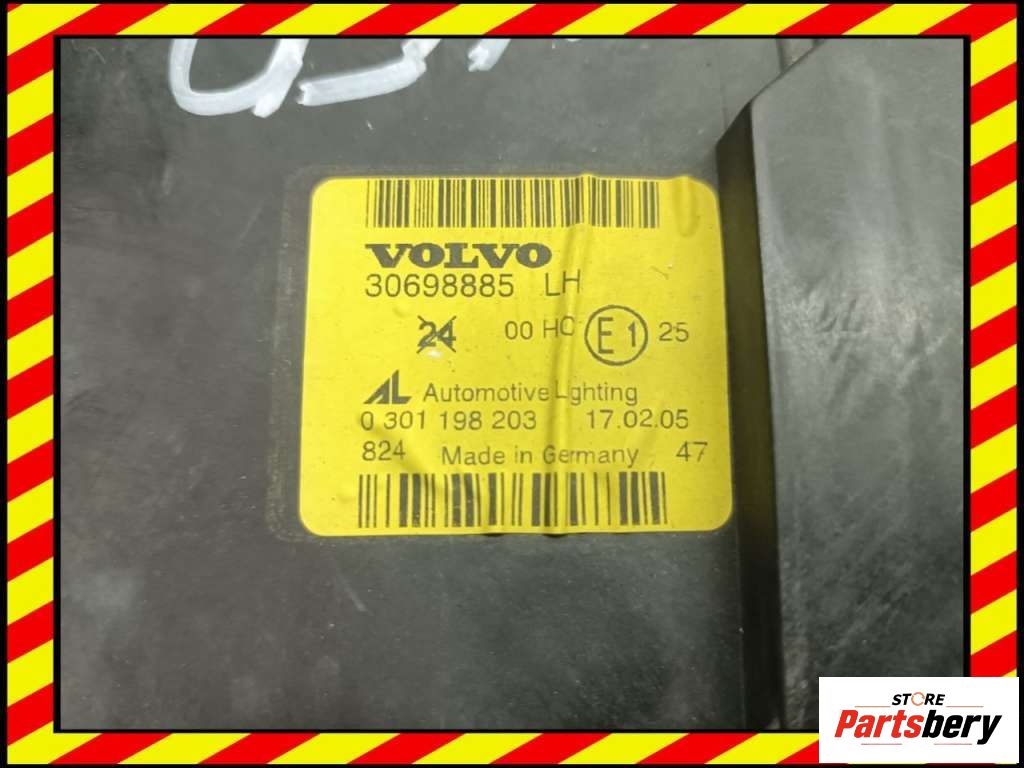 VOLVO
30698885 LH
24 00 HC E1 25
AL Automotive Lighting
0 301 198 203 17.02.05
824 Made in Germany 47
STORE
Partsbery